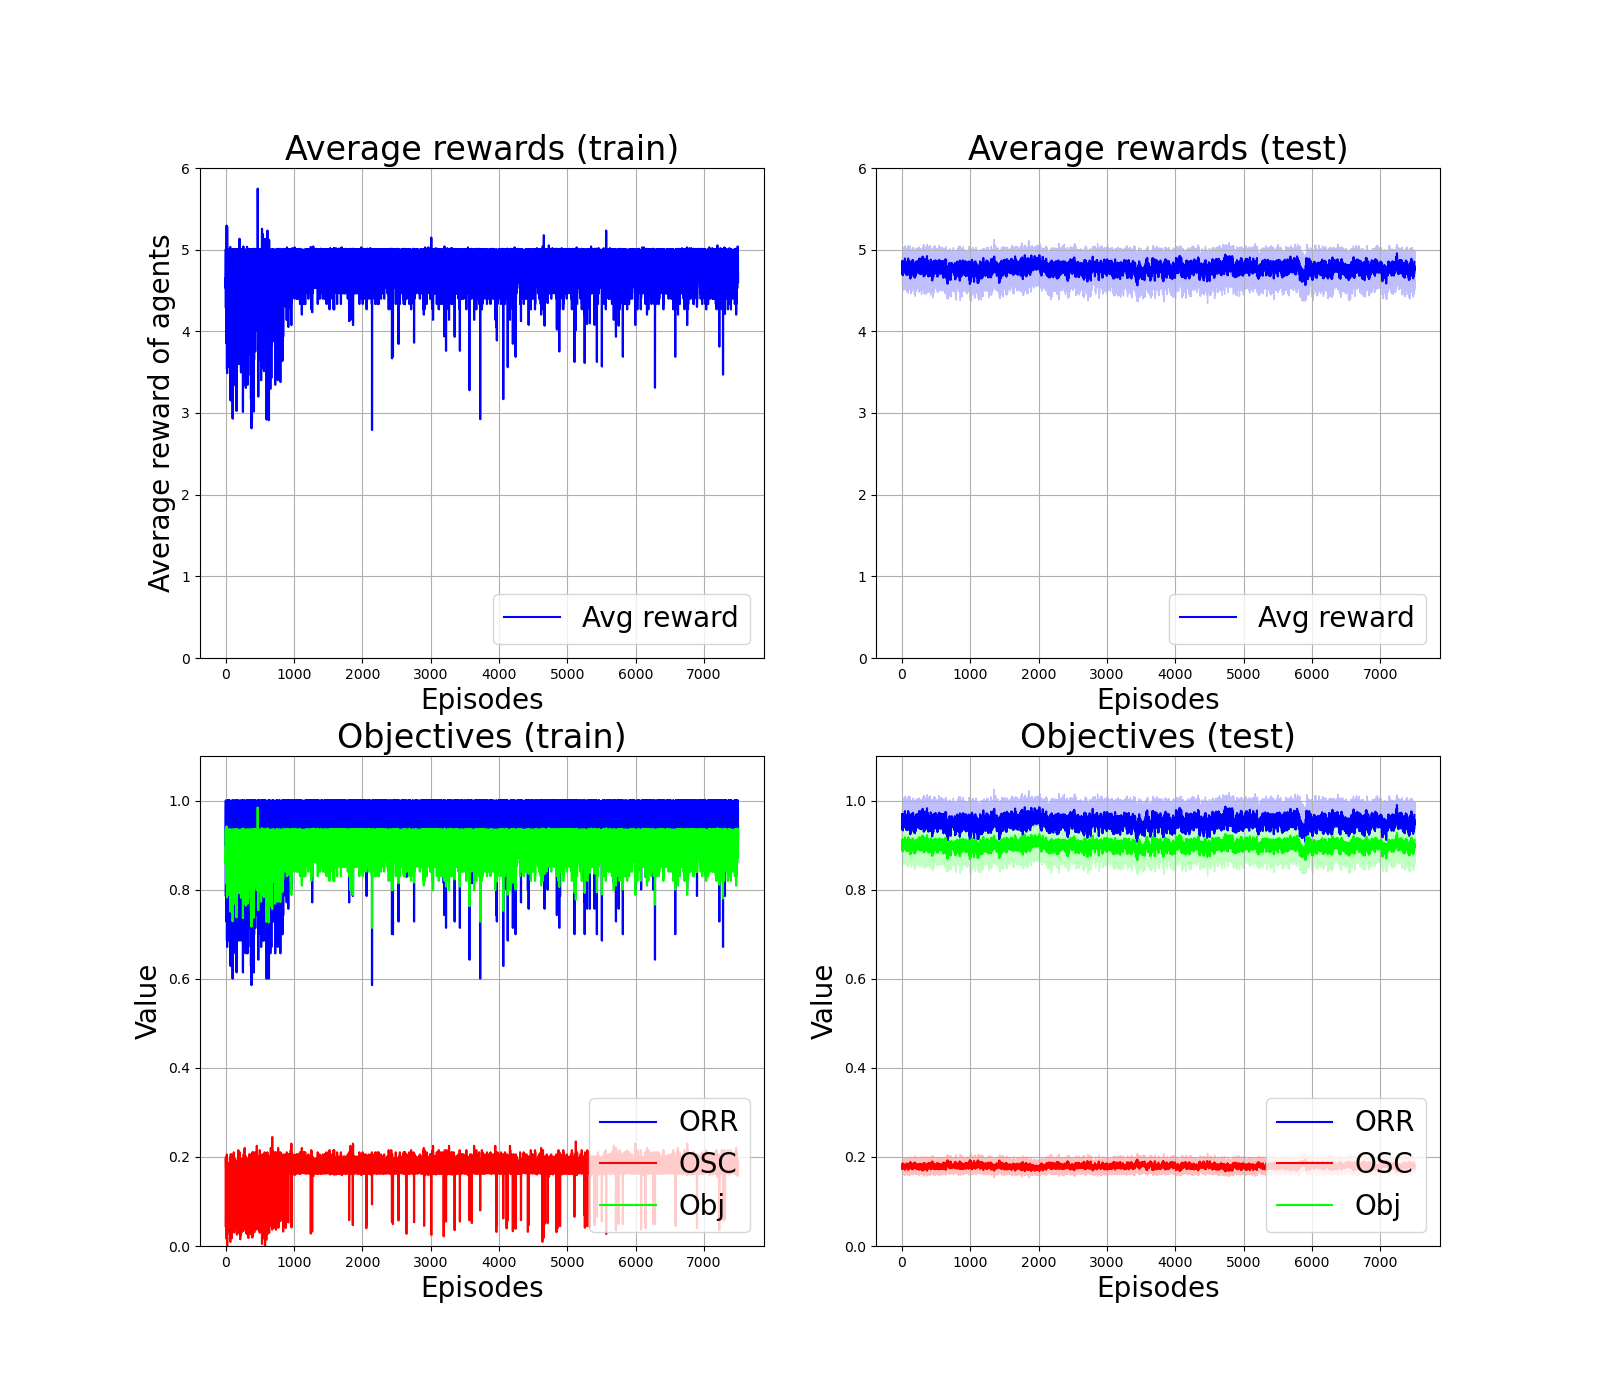 Average rewards (train)
Average reward of agents
6
5
4
3
2
1
0
Avg reward
0 1000 2000 3000 4000 5000 6000 7000
Episodes
Average rewards (test)
6
5
4
3
2
1
0
Avg reward
0 1000 2000 3000 4000 5000 6000 7000
Episodes
Objectives (train)
Value
1.0
0.8
0.6
0.4
0.2
0.0
ORR
OSC
Obj
0 1000 2000 3000 4000 5000 6000 7000
Episodes
Objectives (test)
Value
1.0
0.8
0.6
0.4
0.2
0.0
ORR
OSC
Obj
0 1000 2000 3000 4000 5000 6000 7000
Episodes